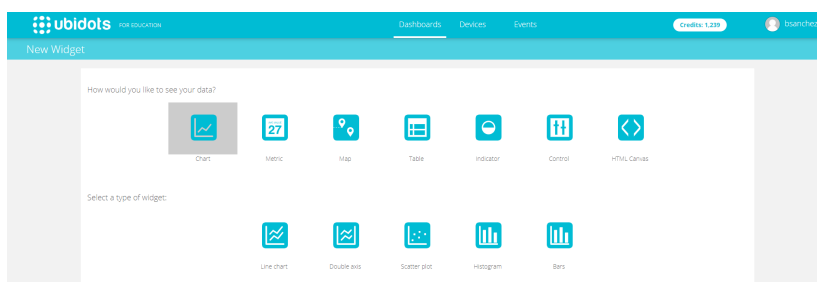 ubidots FOR EDUCATION Dashboards Devices Events Credits: 1,239 bsanchez
New Widget
How would you like to see your data?
27
Chart Metric Map Table Indicator Control HTML Canvas
Select a type of widget:
Line chart Double axis Scatter plot Histogram Bars